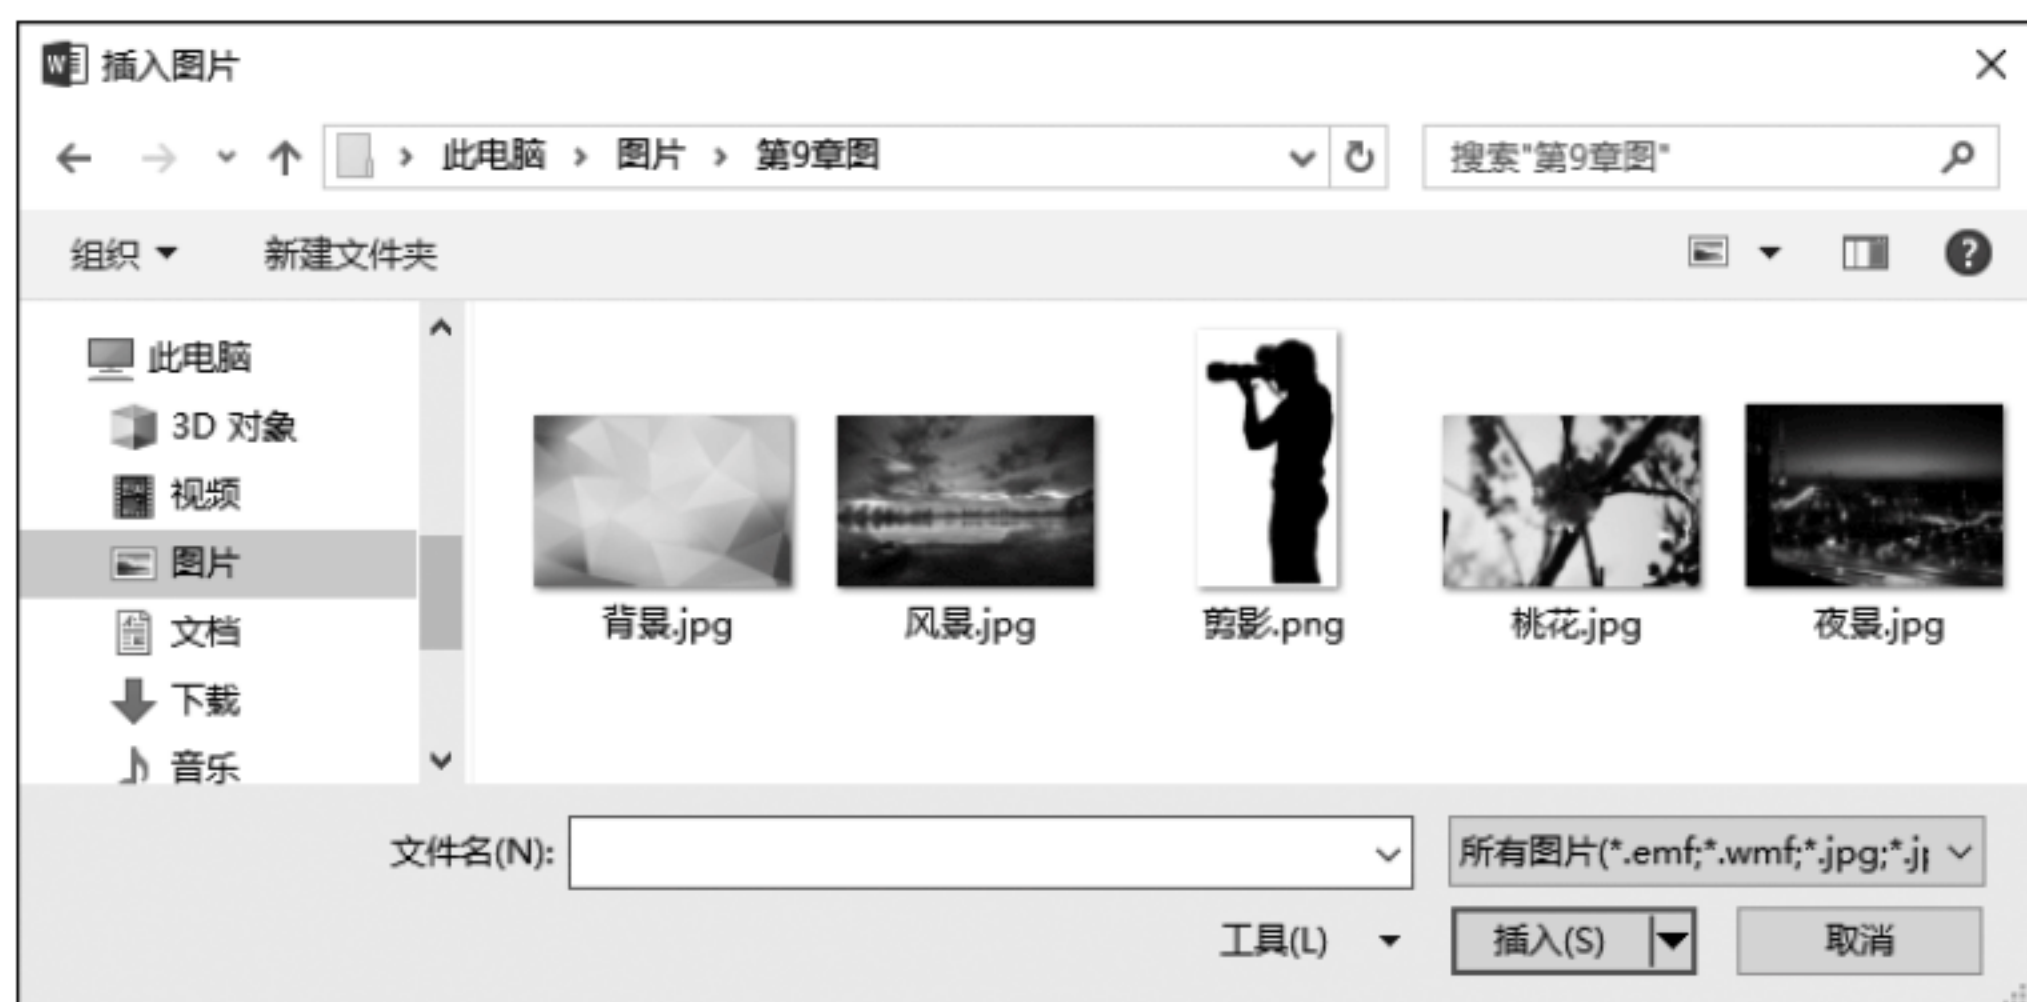 插入图片
此电脑 > 图片 > 第9章图
搜索"第9章图"
组织 新建文件夹
此电脑
3D 对象
视频
图片
文档
下载
音乐
背景.jpg 风景.jpg 剪影.png 桃花.jpg 夜景.jpg
文件名(N):
所有图片(*.emf;*.wmf;*.jpg;*.j
工具(L) 插入(S) 取消